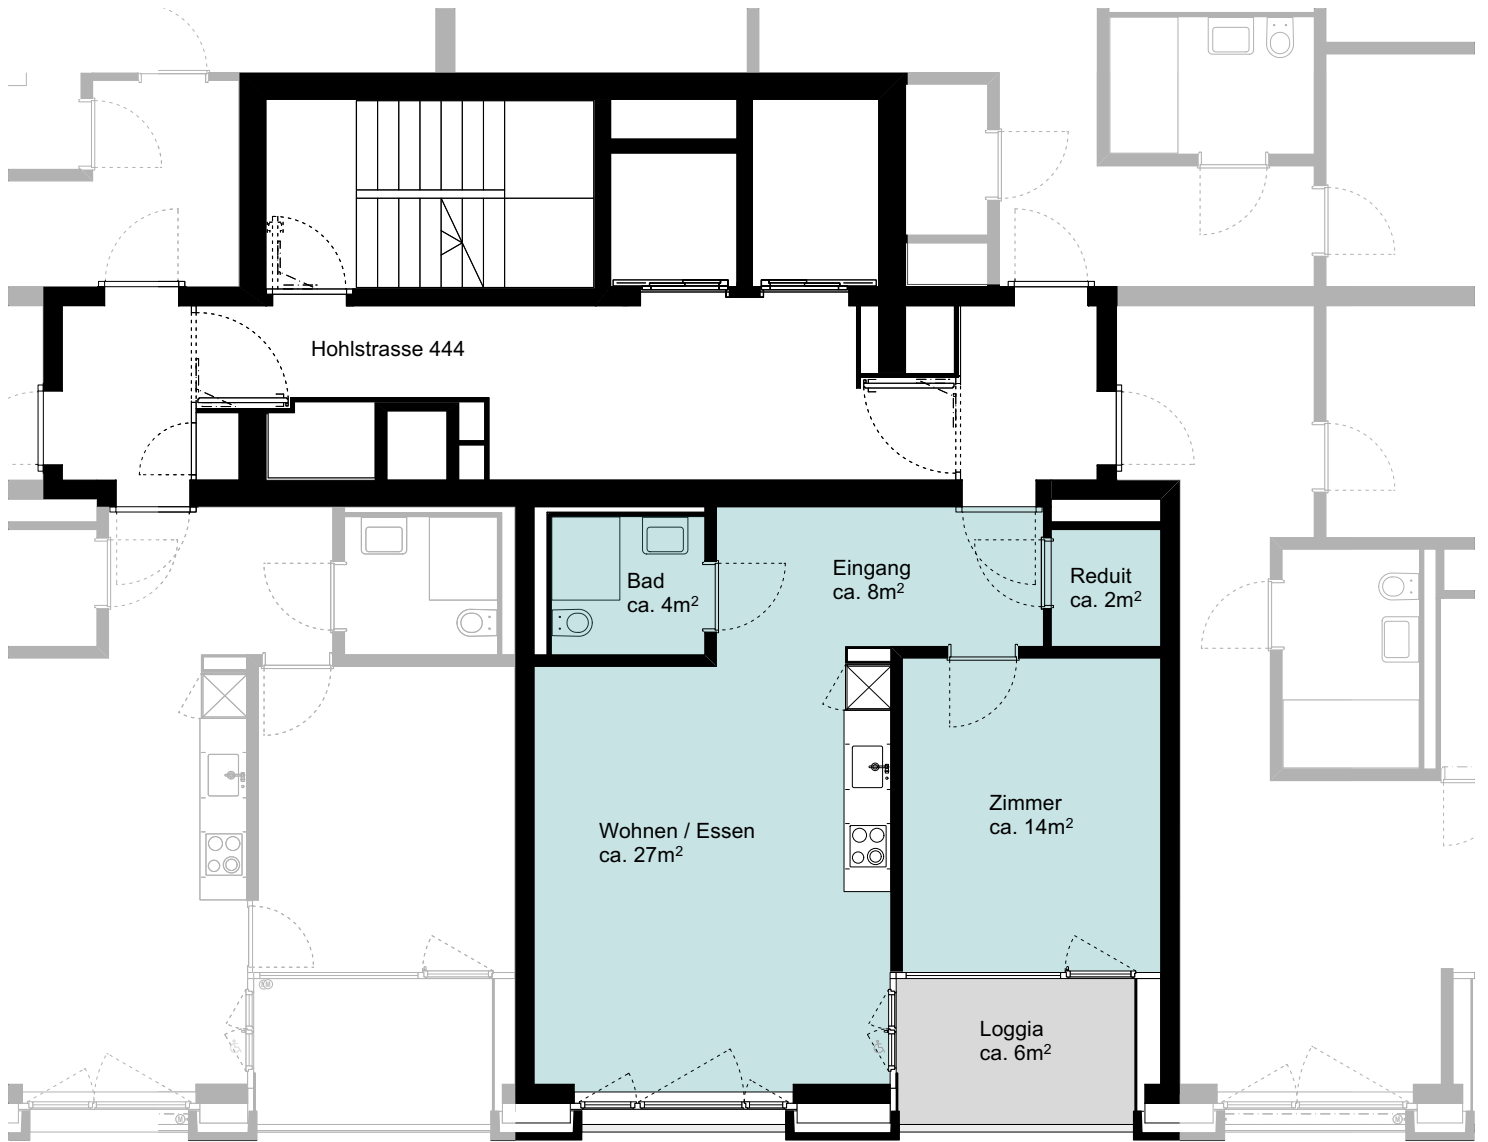 Hohlstrasse 444
Bad
ca. 4m²
Eingang
ca. 8m²
Reduit
ca. 2m²
Wohnen / Essen
ca. 27m²
Zimmer
ca. 14m²
Loggia
ca. 6m²